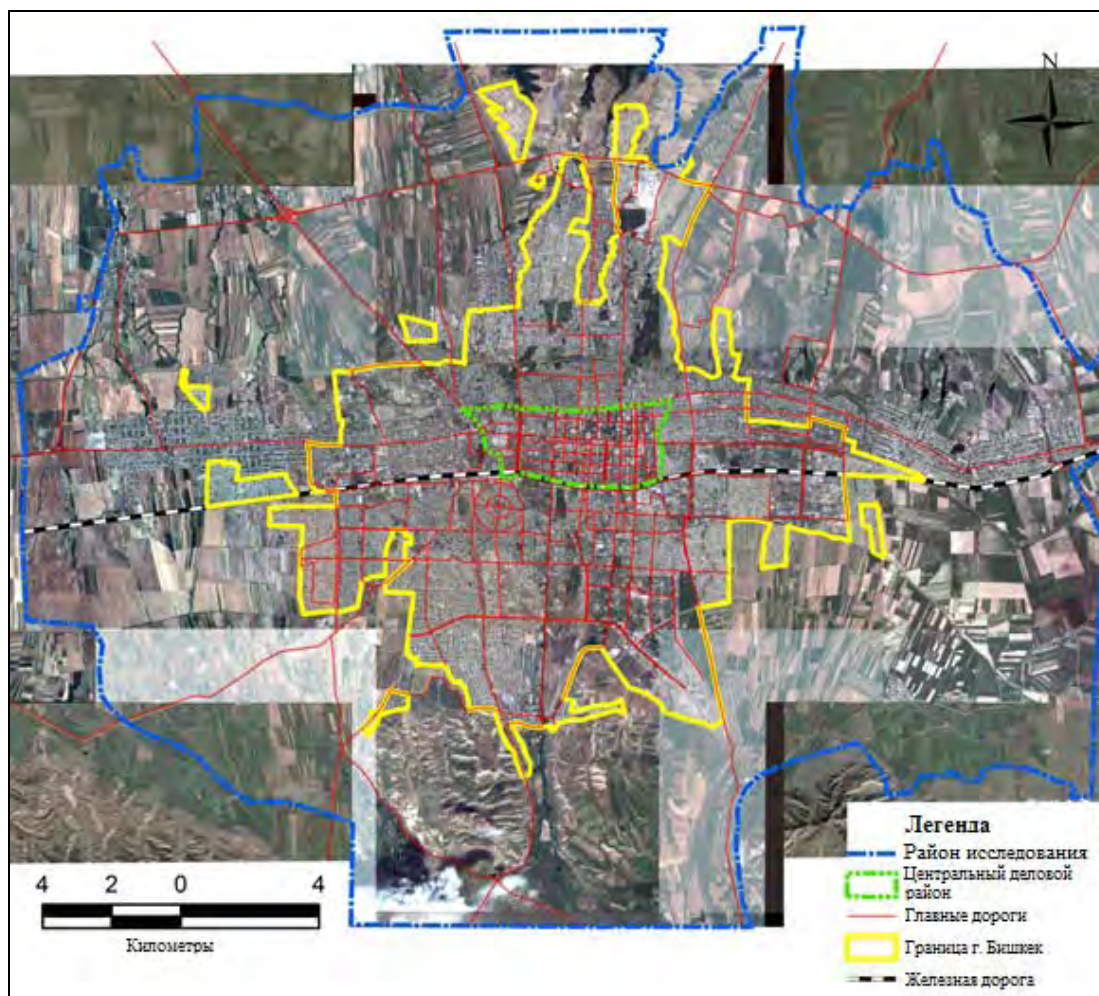 N
Легенда
Район исследования
Центральный деловой
район
Главные дороги
Граница г. Бишкек
Железная дорога
4 2 0 4
Километры